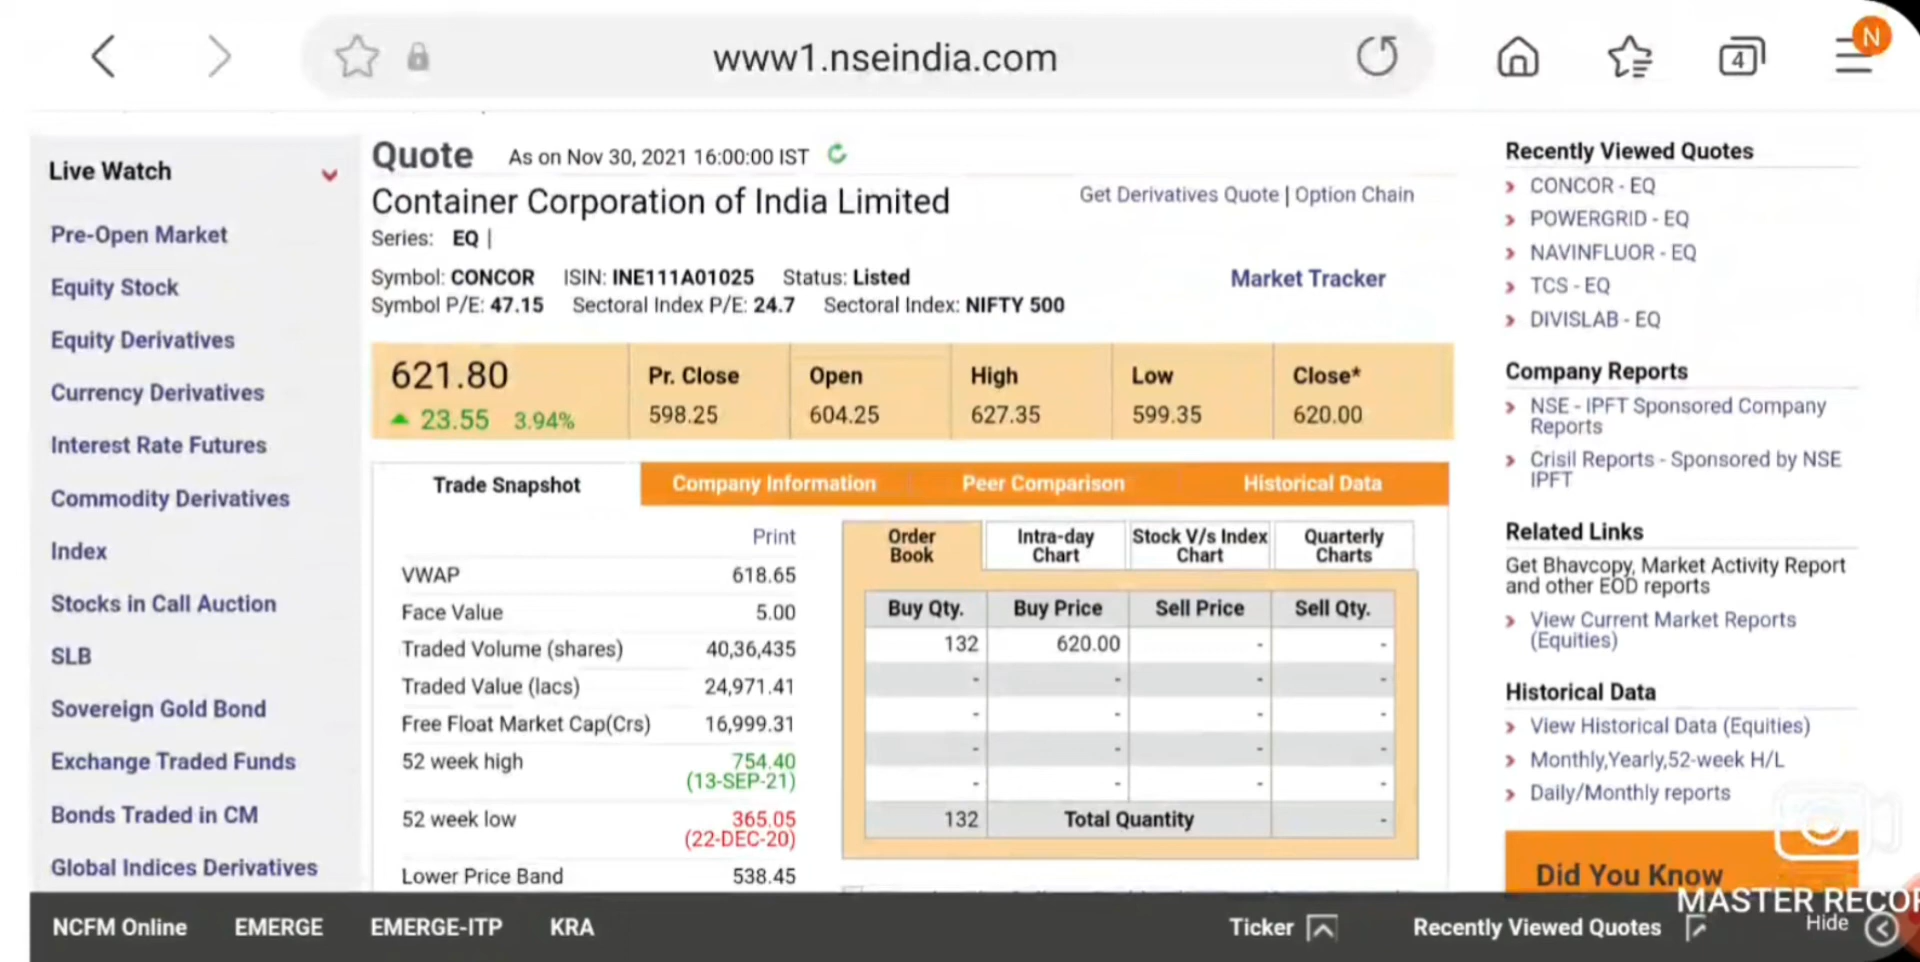 www1.nseindia.com
4
N
Live Watch
Pre-Open Market
Equity Stock
Equity Derivatives
Currency Derivatives
Interest Rate Futures
Commodity Derivatives
Index
Stocks in Call Auction
SLB
Sovereign Gold Bond
Exchange Traded Funds
Bonds Traded in CM
Global Indices Derivatives
Quote As on Nov 30, 2021 16:00:00 IST
Container Corporation of India Limited
Get Derivatives Quote | Option Chain
Series: EQ |
Symbol: CONCOR ISIN: INE111A01025 Status: Listed
Market Tracker
Symbol P/E: 47.15 Sectoral Index P/E: 24.7 Sectoral Index: NIFTY 500
621.80 Pr. Close Open High Low Close*
23.55 3.94% 598.25 604.25 627.35 599.35 620.00
Trade Snapshot Company Information Peer Comparison Historical Data
Print
VWAP 618.65
Face Value 5.00
Traded Volume (shares) 40,36,435
Traded Value (lacs) 24,971.41
Free Float Market Cap(Crs) 16,999.31
52 week high 754.40
(13-SEP-21)
52 week low 365.05
(22-DEC-20)
Lower Price Band 538.45
Order Book
Intra-day Chart
Stock V/s Index Chart
Quarterly Charts
Buy Qty. Buy Price Sell Price Sell Qty.
132 620.00 - -
- - - -
- - - -
- - - -
- - - -
132 Total Quantity -
Recently Viewed Quotes
CONCOR - EQ
POWERGRID - EQ
NAVINFLUOR - EQ
TCS - EQ
DIVISLAB - EQ
Company Reports
NSE - IPFT Sponsored Company
Reports
Crisil Reports - Sponsored by NSE
IPFT
Related Links
Get Bhavcopy, Market Activity Report
and other EOD reports
View Current Market Reports
(Equities)
Historical Data
View Historical Data (Equities)
Monthly,Yearly,52-week H/L
Daily/Monthly reports
Did You Know
MASTER RECOR
NCFM Online EMERGE EMERGE-ITP KRA Ticker Recently Viewed Quotes Hide